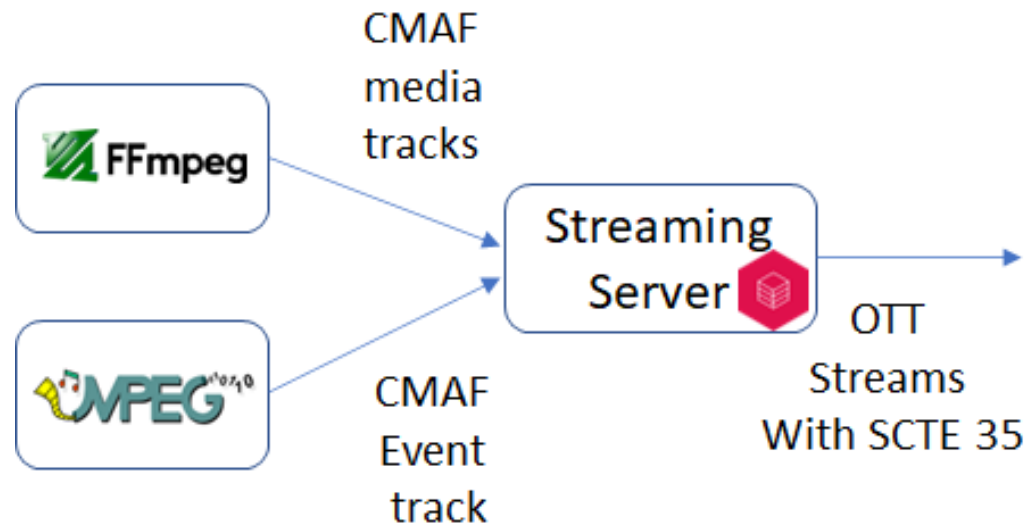 CMAF
media
tracks
FFmpeg
Streaming
Server
MPEG
CMAF
Event
track
OTT
Streams
With SCTE 35